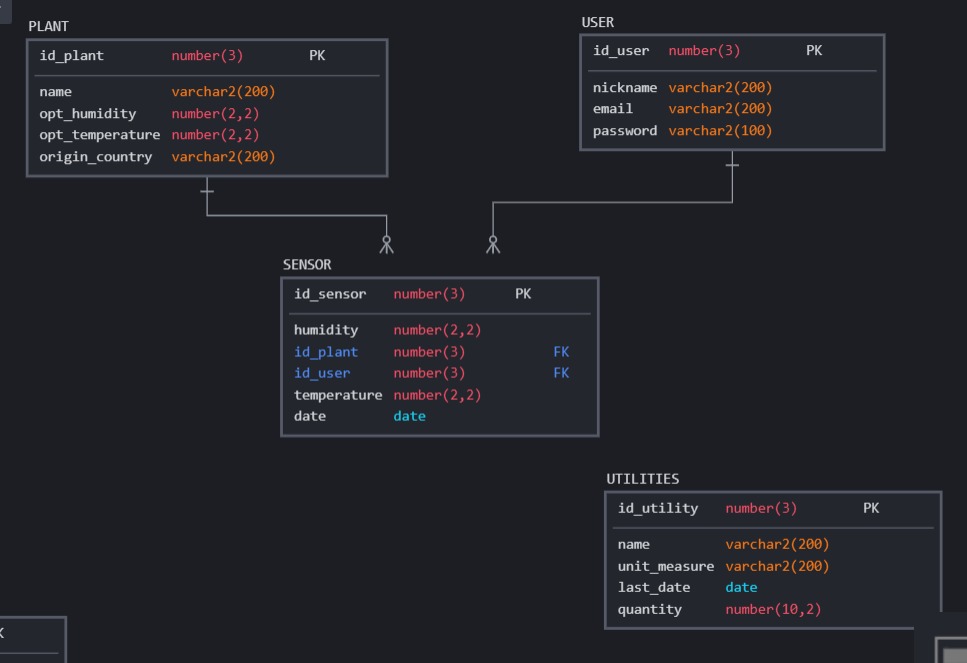 PLANT
id_plant number(3) PK
name varchar2(200)
opt_humidity number(2,2)
opt_temperature number(2,2)
origin_country varchar2(200)
USER
id_user number(3) PK
nickname varchar2(200)
email varchar2(200)
password varchar2(100)
SENSOR
id_sensor number(3) PK
humidity number(2,2)
id_plant number(3) FK
id_user number(3) FK
temperature number(2,2)
date date
UTILITIES
id_utility number(3) PK
name varchar2(200)
unit_measure varchar2(200)
last_date date
quantity number(10,2)